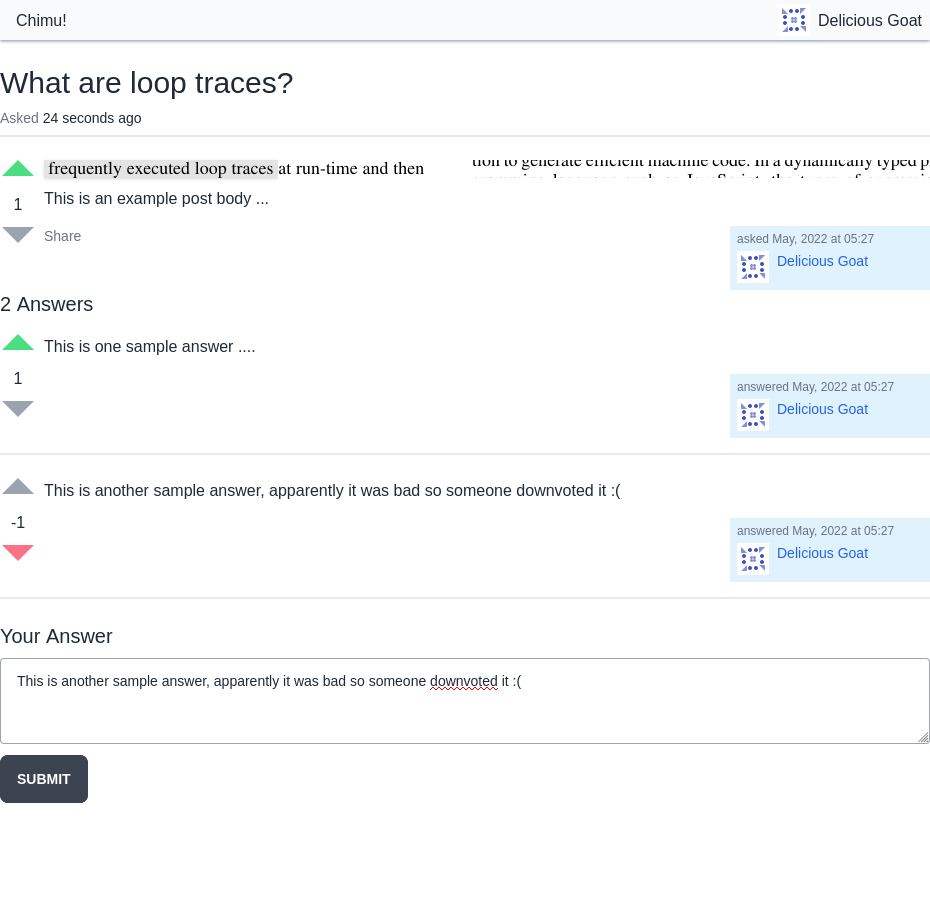 Chimu!
Delicious Goat
What are loop traces?
Asked 24 seconds ago
frequently executed loop traces at run-time and then
tion to generate efficient machine code. In a dynamically typed p
This is an example post body ...
1
Share
asked May, 2022 at 05:27
Delicious Goat
2 Answers
This is one sample answer ....
1
answered May, 2022 at 05:27
Delicious Goat
This is another sample answer, apparently it was bad so someone downvoted it :(
-1
answered May, 2022 at 05:27
Delicious Goat
Your Answer
This is another sample answer, apparently it was bad so someone downvoted it :(
SUBMIT